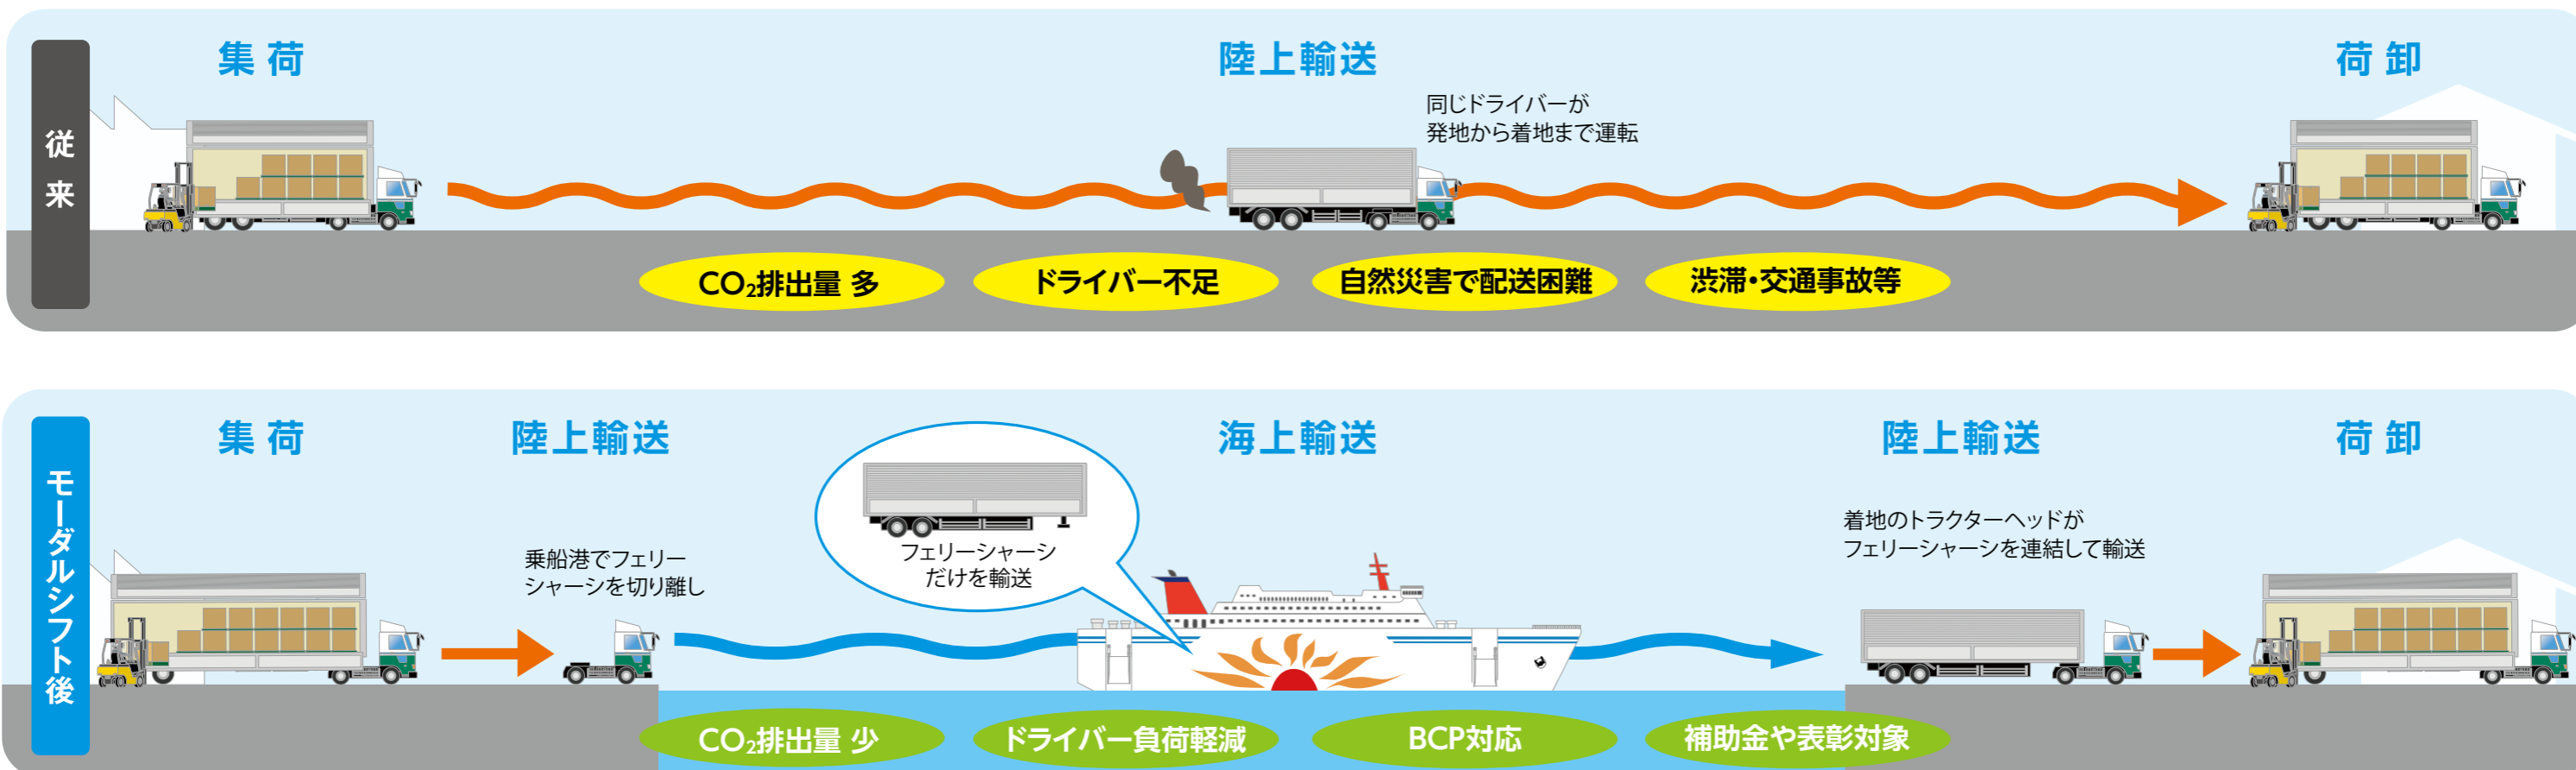 従来
集荷
陸上輸送
荷卸
同じドライバーが
発地から着地まで運転
CO₂排出量 多
ドライバー不足
自然災害で配送困難
渋滞・交通事故等
モーダルシフト後
集荷
陸上輸送
海上輸送
陸上輸送
荷卸
乗船港でフェリー
シャーシを切り離し
フェリーシャーシ
だけを輸送
着地のトラクターヘッドが
フェリーシャーシを連結して輸送
CO₂排出量 少
ドライバー負荷軽減
BCP対応
補助金や表彰対象